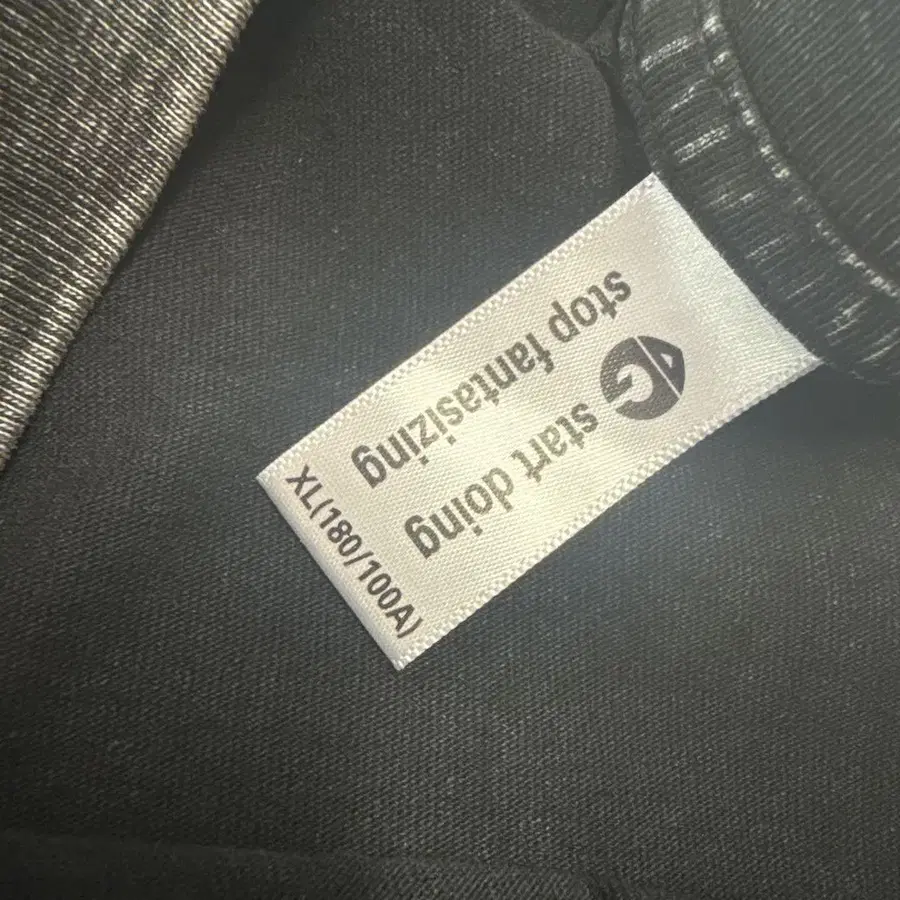 stop fantasizing
start doing
XL(180/100A)